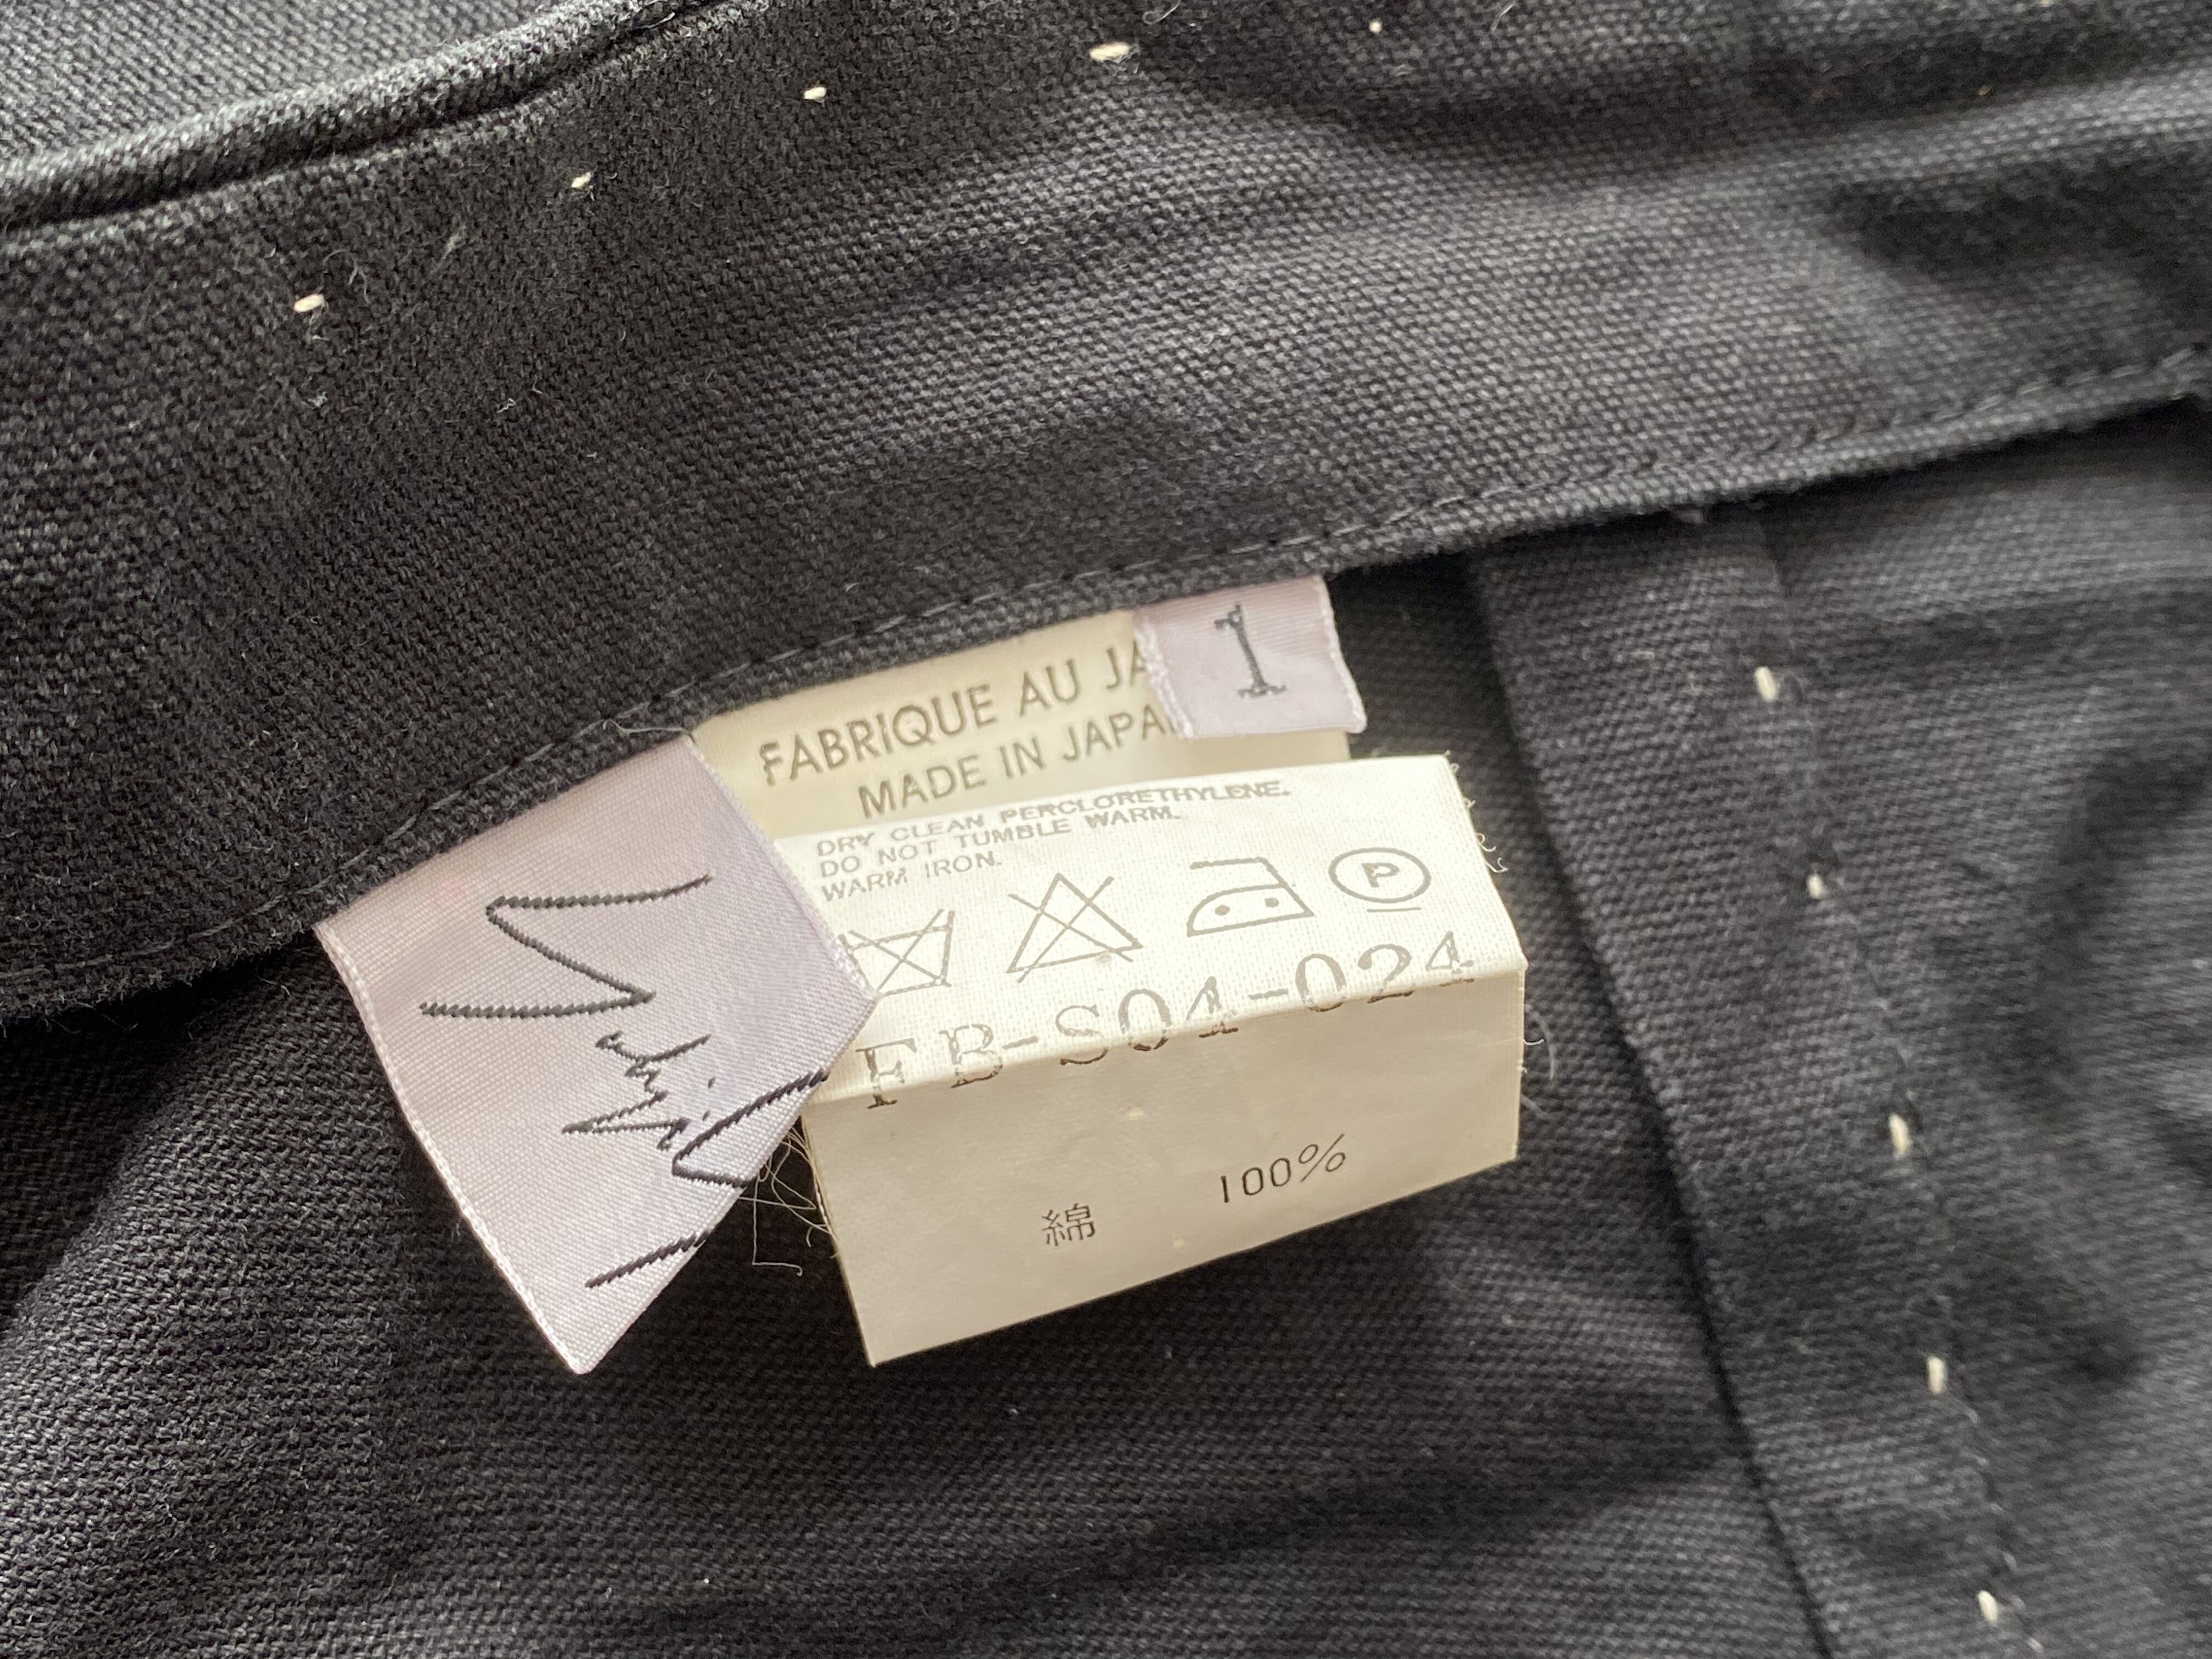 FABRIQUE AU JA
MADE IN JAPA
1
DRY CLEAN PERCLORETHYLENE.
DO NOT TUMBLE WARM.
WARM IRON.
P
FB-S04-024
綿 100%